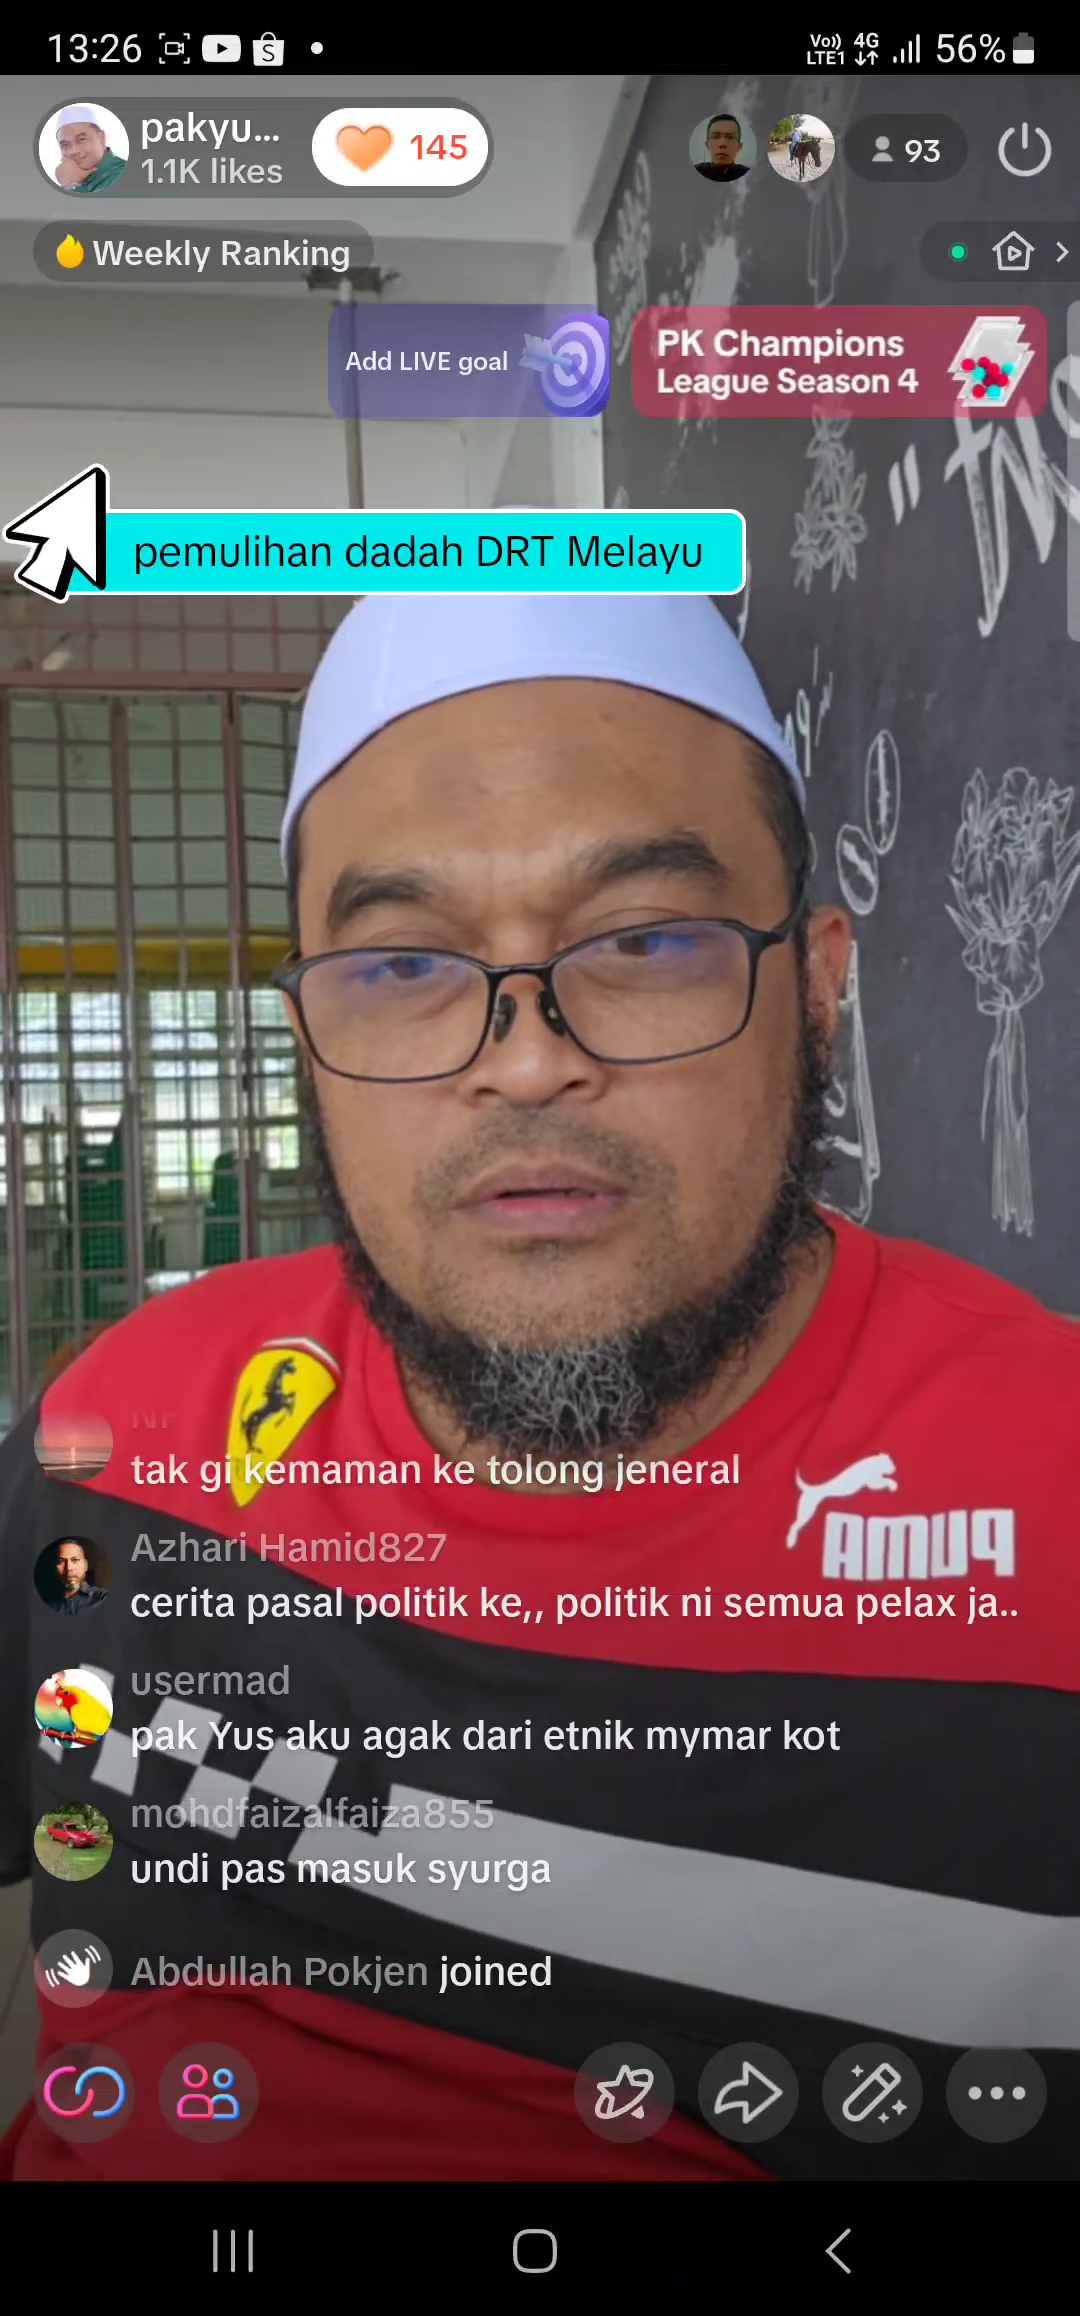 13:26
Vo))
LTE1
4G
56%
pakyu...
1.1K likes
145
93
Weekly Ranking
Add LIVE goal
PK Champions
League Season 4
pemulihan dadah DRT Melayu
tak gi kemaman ke tolong jeneral
Azhari Hamid827
cerita pasal politik ke,, politik ni semua pelax ja..
usermad
pak Yus aku agak dari etnik mymar kot
mohdfaizalfaiza855
undi pas masuk syurga
Abdullah Pokjen joined
PUMA